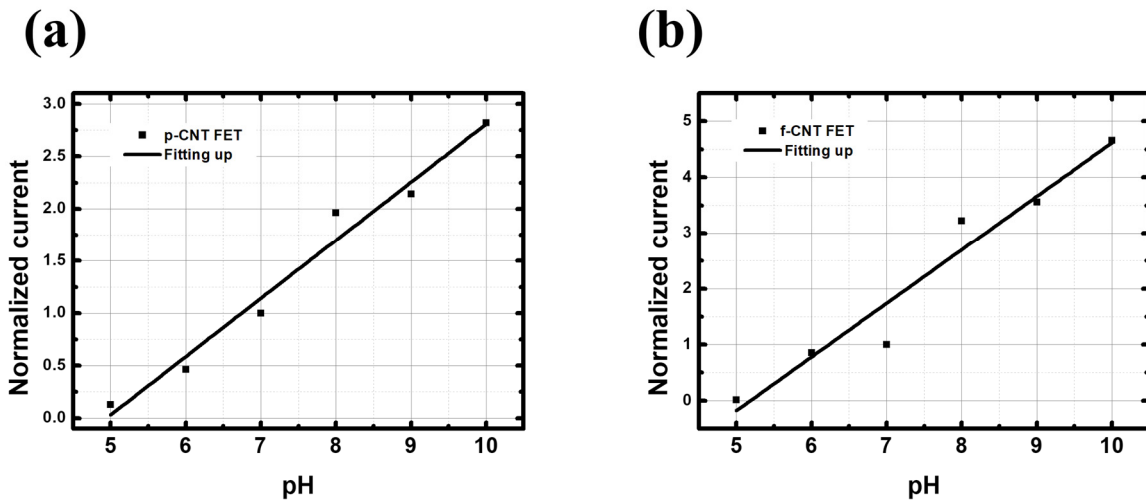 (a)
3.0
2.5
2.0
1.5
1.0
0.5
0.0
Normalized current
p-CNT FET
Fitting up
5 6 7 8 9 10
pH
(b)
5
4
3
2
1
0
Normalized current
f-CNT FET
Fitting up
5 6 7 8 9 10
pH